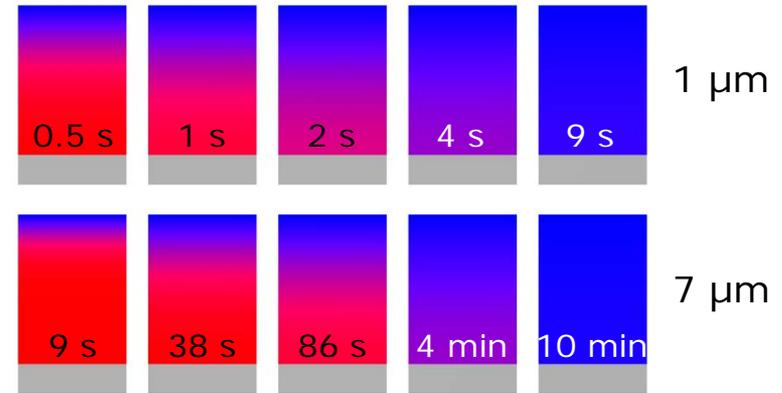 0.5 s 1 s 2 s 4 s 9 s
1 μm
9 s 38 s 86 s 4 min 10 min
7 μm